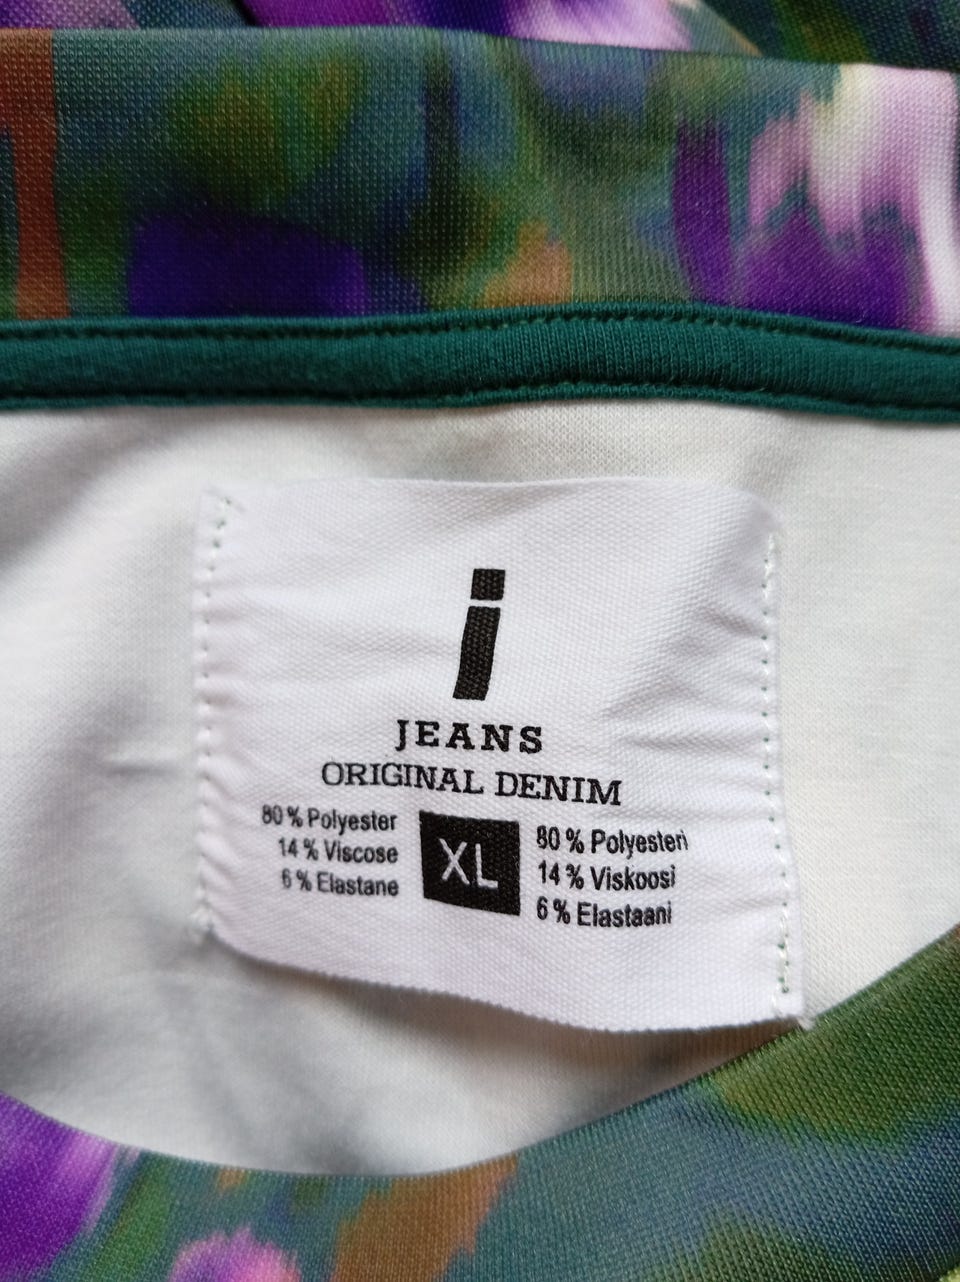 i
JEANS
ORIGINAL DENIM
80 % Polyester
14 % Viscose
6 % Elastane
XL
80 % Polyesteri
14 % Viskoosi
6 % Elastaani